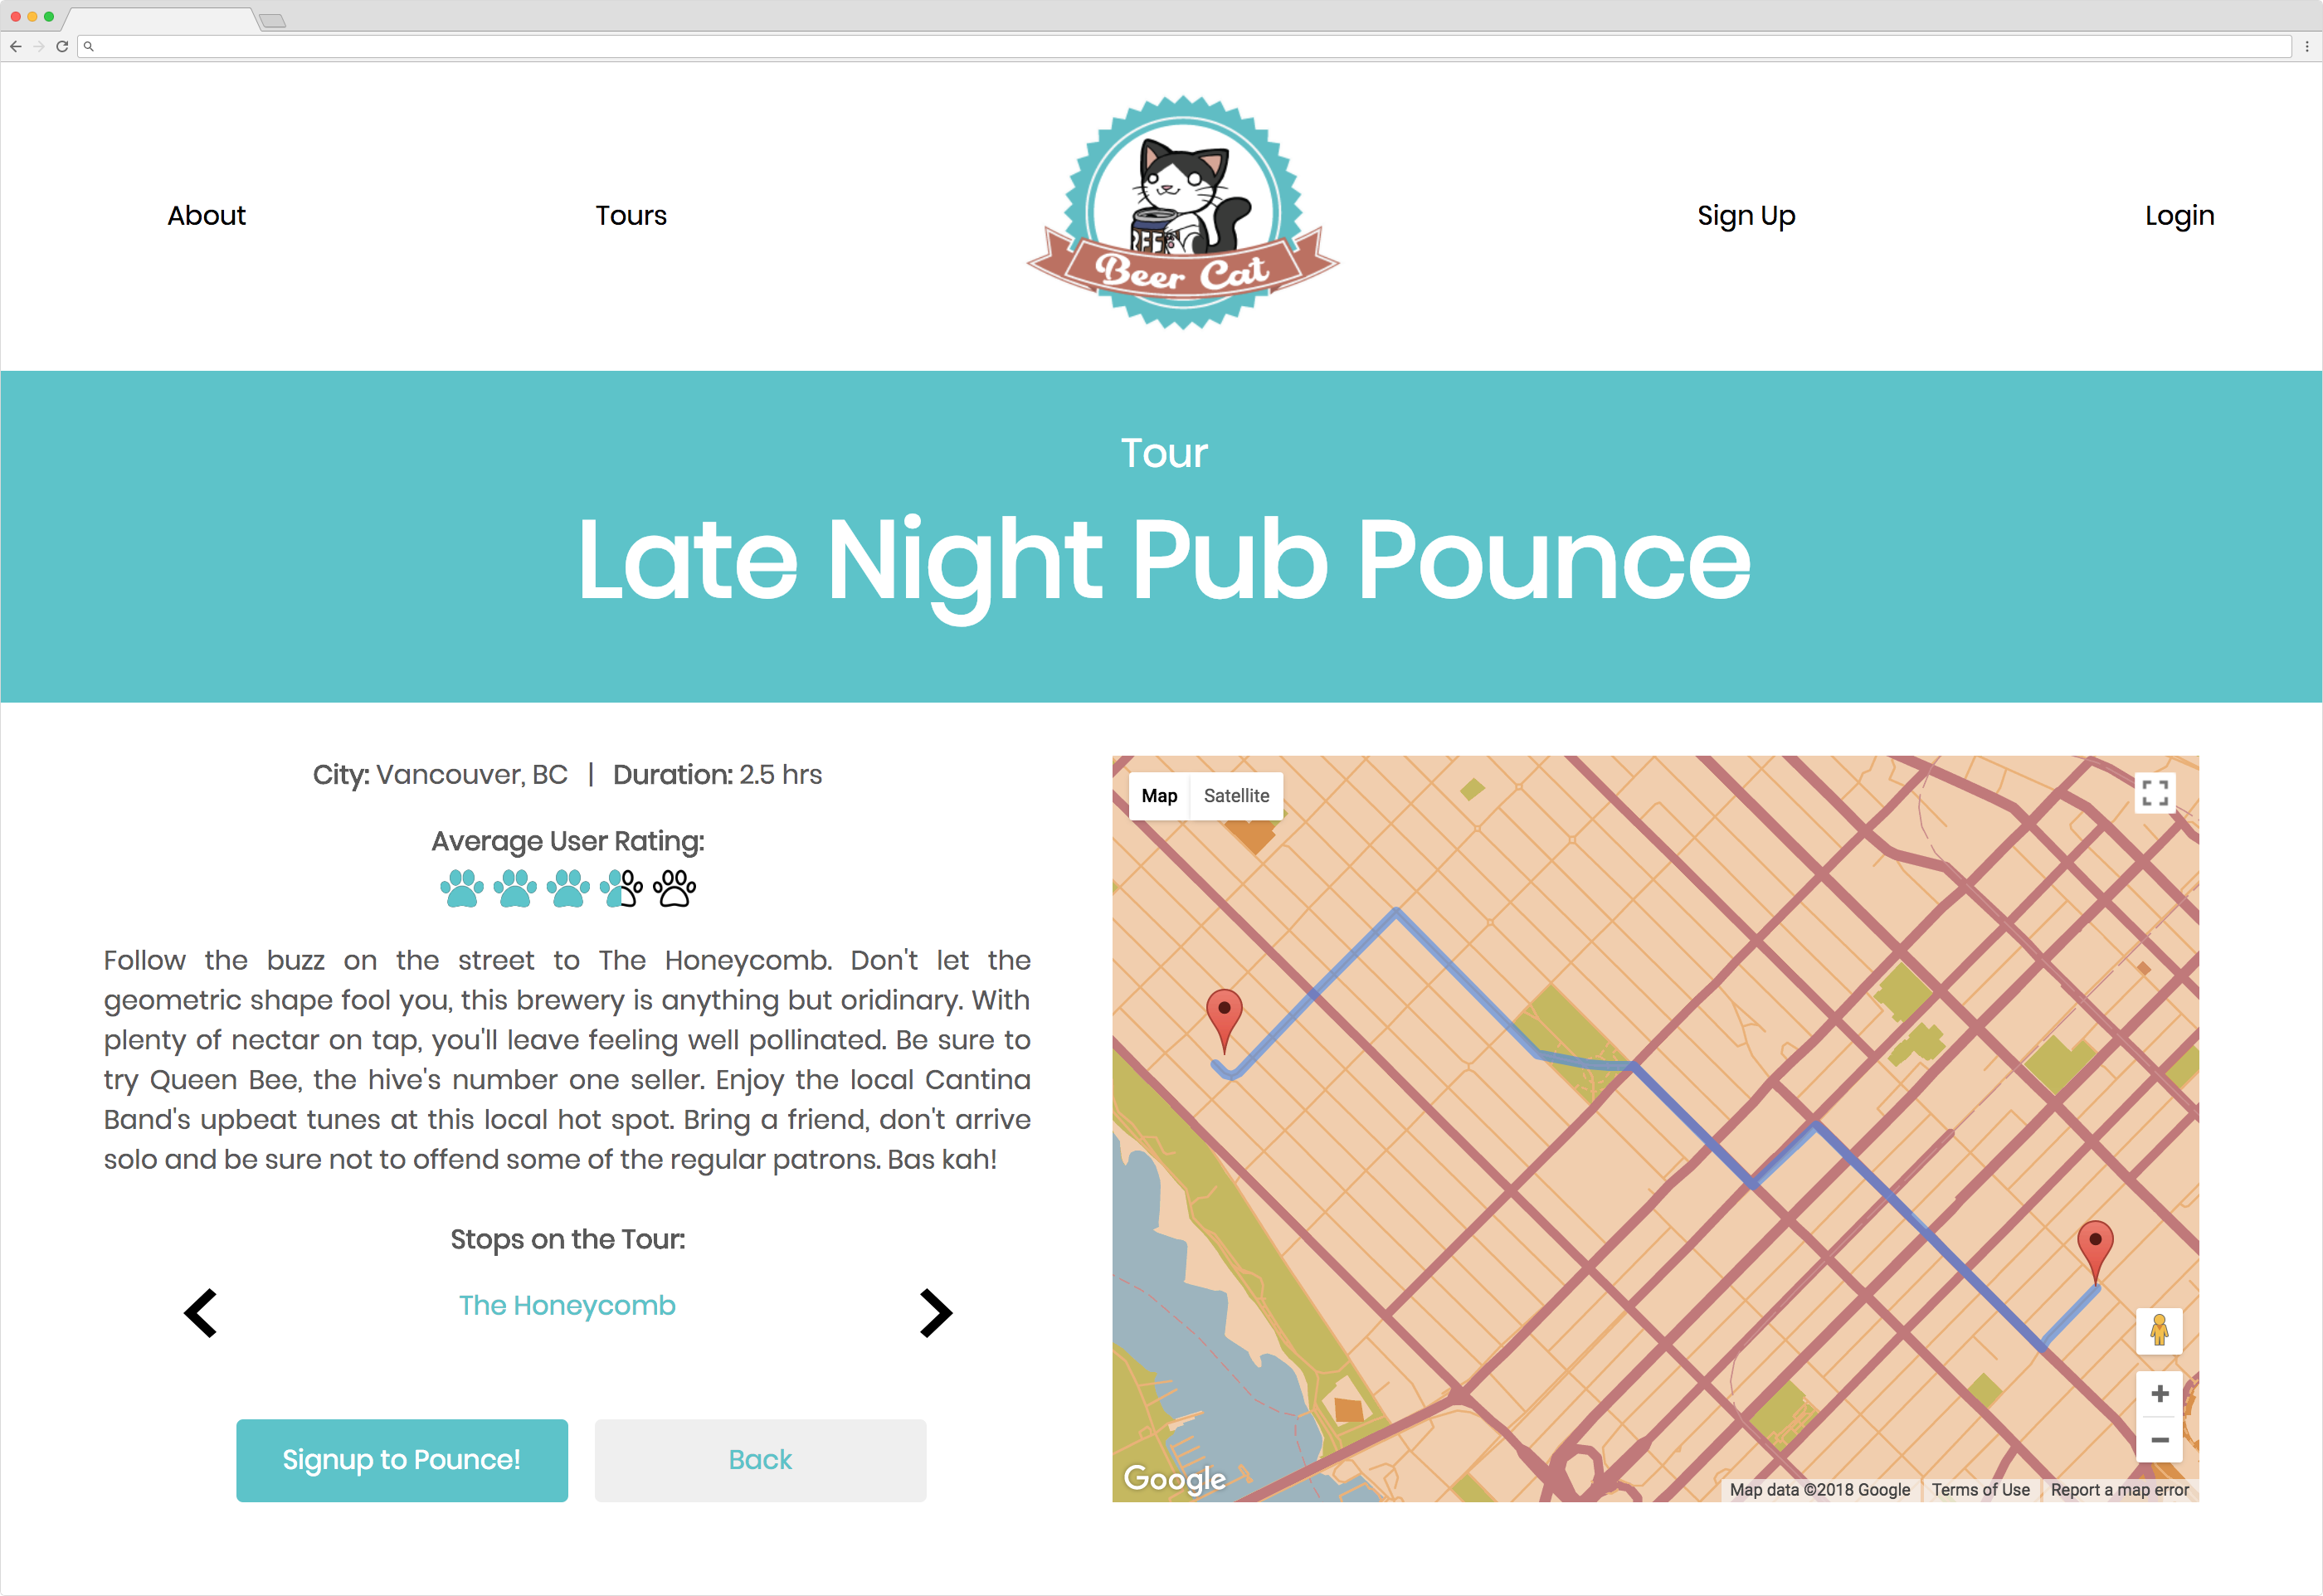 About
Tours
BEER
Beer Cat
Sign Up
Login
Tour
Late Night Pub Pounce
City: Vancouver, BC | Duration: 2.5 hrs
Average User Rating:
Follow the buzz on the street to The Honeycomb. Don't let the
geometric shape fool you, this brewery is anything but oridinary. With
plenty of nectar on tap, you'll leave feeling well pollinated. Be sure to
try Queen Bee, the hive's number one seller. Enjoy the local Cantina
Band's upbeat tunes at this local hot spot. Bring a friend, don't arrive
solo and be sure not to offend some of the regular patrons. Bas kah!
Stops on the Tour:
The Honeycomb
Signup to Pounce!
Back
Map
Satellite
Google
Map data ©2018 Google
Terms of Use
Report a map error